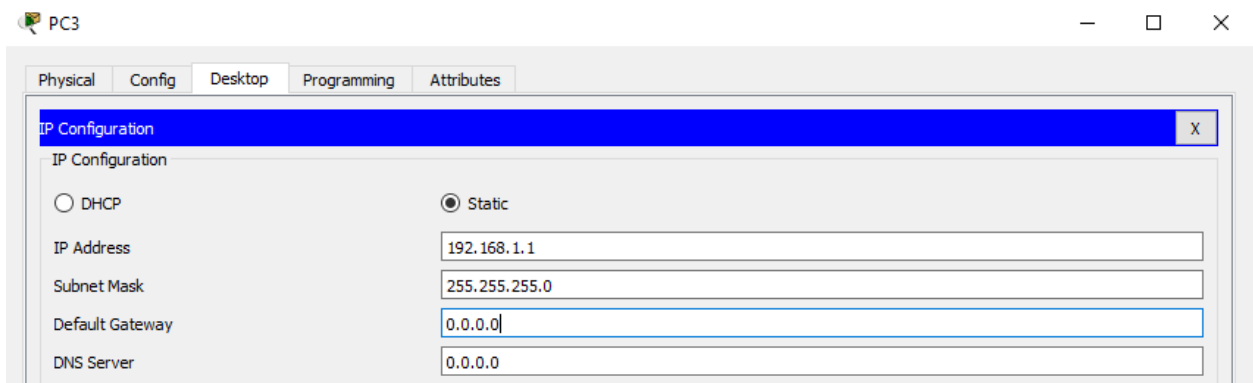 PC3
Physical Config Desktop Programming Attributes
IP Configuration X
IP Configuration
DHCP Static
IP Address 192.168.1.1
Subnet Mask 255.255.255.0
Default Gateway 0.0.0.0
DNS Server 0.0.0.0